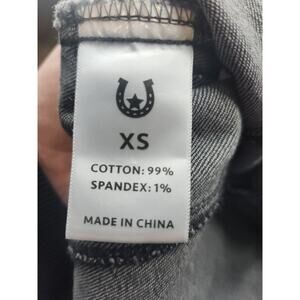 XS
COTTON: 99%
SPANDEX: 1%
MADE IN CHINA